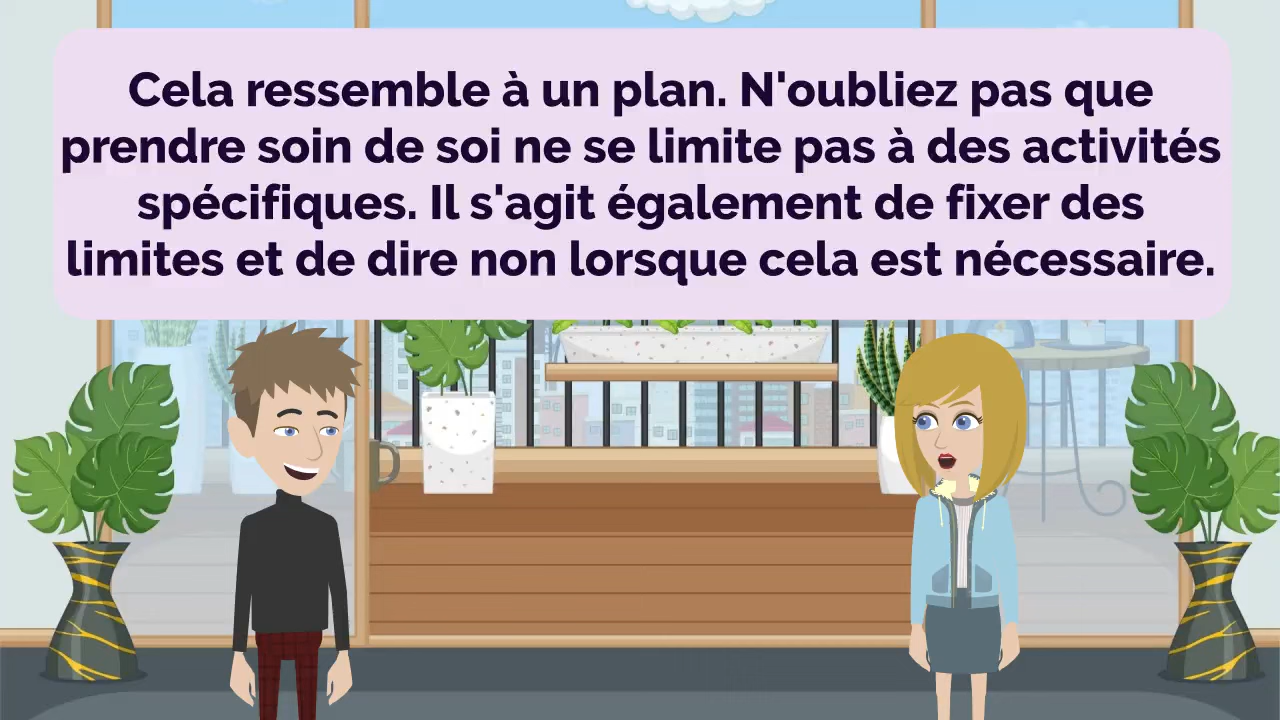 Cela ressemble à un plan. N'oubliez pas que
prendre soin de soi ne se limite pas à des activités
spécifiques. Il s'agit également de fixer des
limites et de dire non lorsque cela est nécessaire.